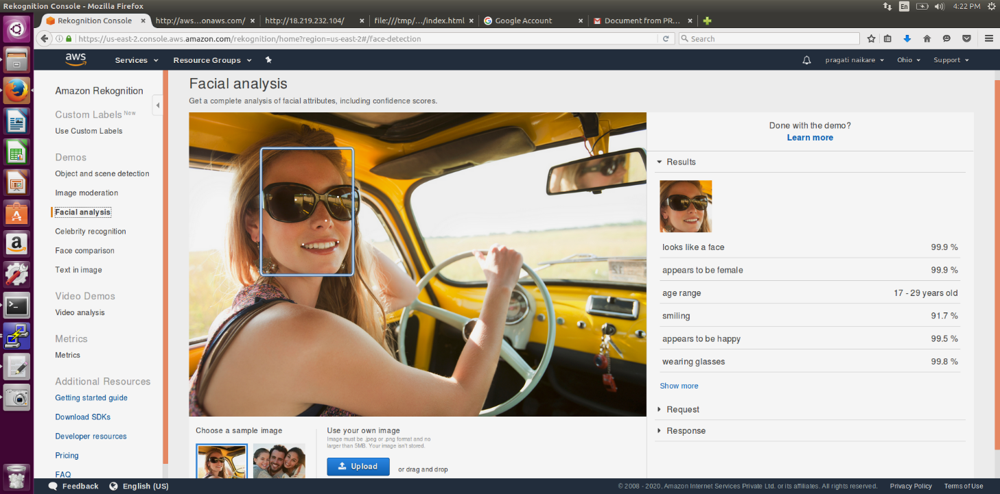 Rekognition Console - Mozilla Firefox
En
4:22 PM
Rekognition Console
http://aws...onaws.com/
http://18.219.232.104/
file:///tmp/.../index.html
Google Account
Document from PR...
https://us-east-2.console.aws.amazon.com/rekognition/home?region=us-east-2#/face-detection
Search
aws
Services
Resource Groups
pragati naikare
Ohio
Support
Amazon Rekognition
Custom Labels New
Use Custom Labels
Demos
Object and scene detection
Image moderation
Facial analysis
Celebrity recognition
Face comparison
Text in image
Video Demos
Video analysis
Metrics
Metrics
Additional Resources
Getting started guide
Download SDKs
Developer resources
Pricing
FAQ
Facial analysis
Get a complete analysis of facial attributes, including confidence scores.
Choose a sample image
Use your own image
Image must be .jpeg or .png format and no
larger than 5MB. Your image isn't stored.
Upload
or drag and drop
Done with the demo?
Learn more
Results
looks like a face 99.9 %
appears to be female 99.9 %
age range 17 - 29 years old
smiling 91.7 %
appears to be happy 99.5 %
wearing glasses 99.8 %
Show more
Request
Response
Feedback
English (US)
© 2008 - 2020, Amazon Internet Services Private Ltd. or its affiliates. All rights reserved.
Privacy Policy
Terms of Use